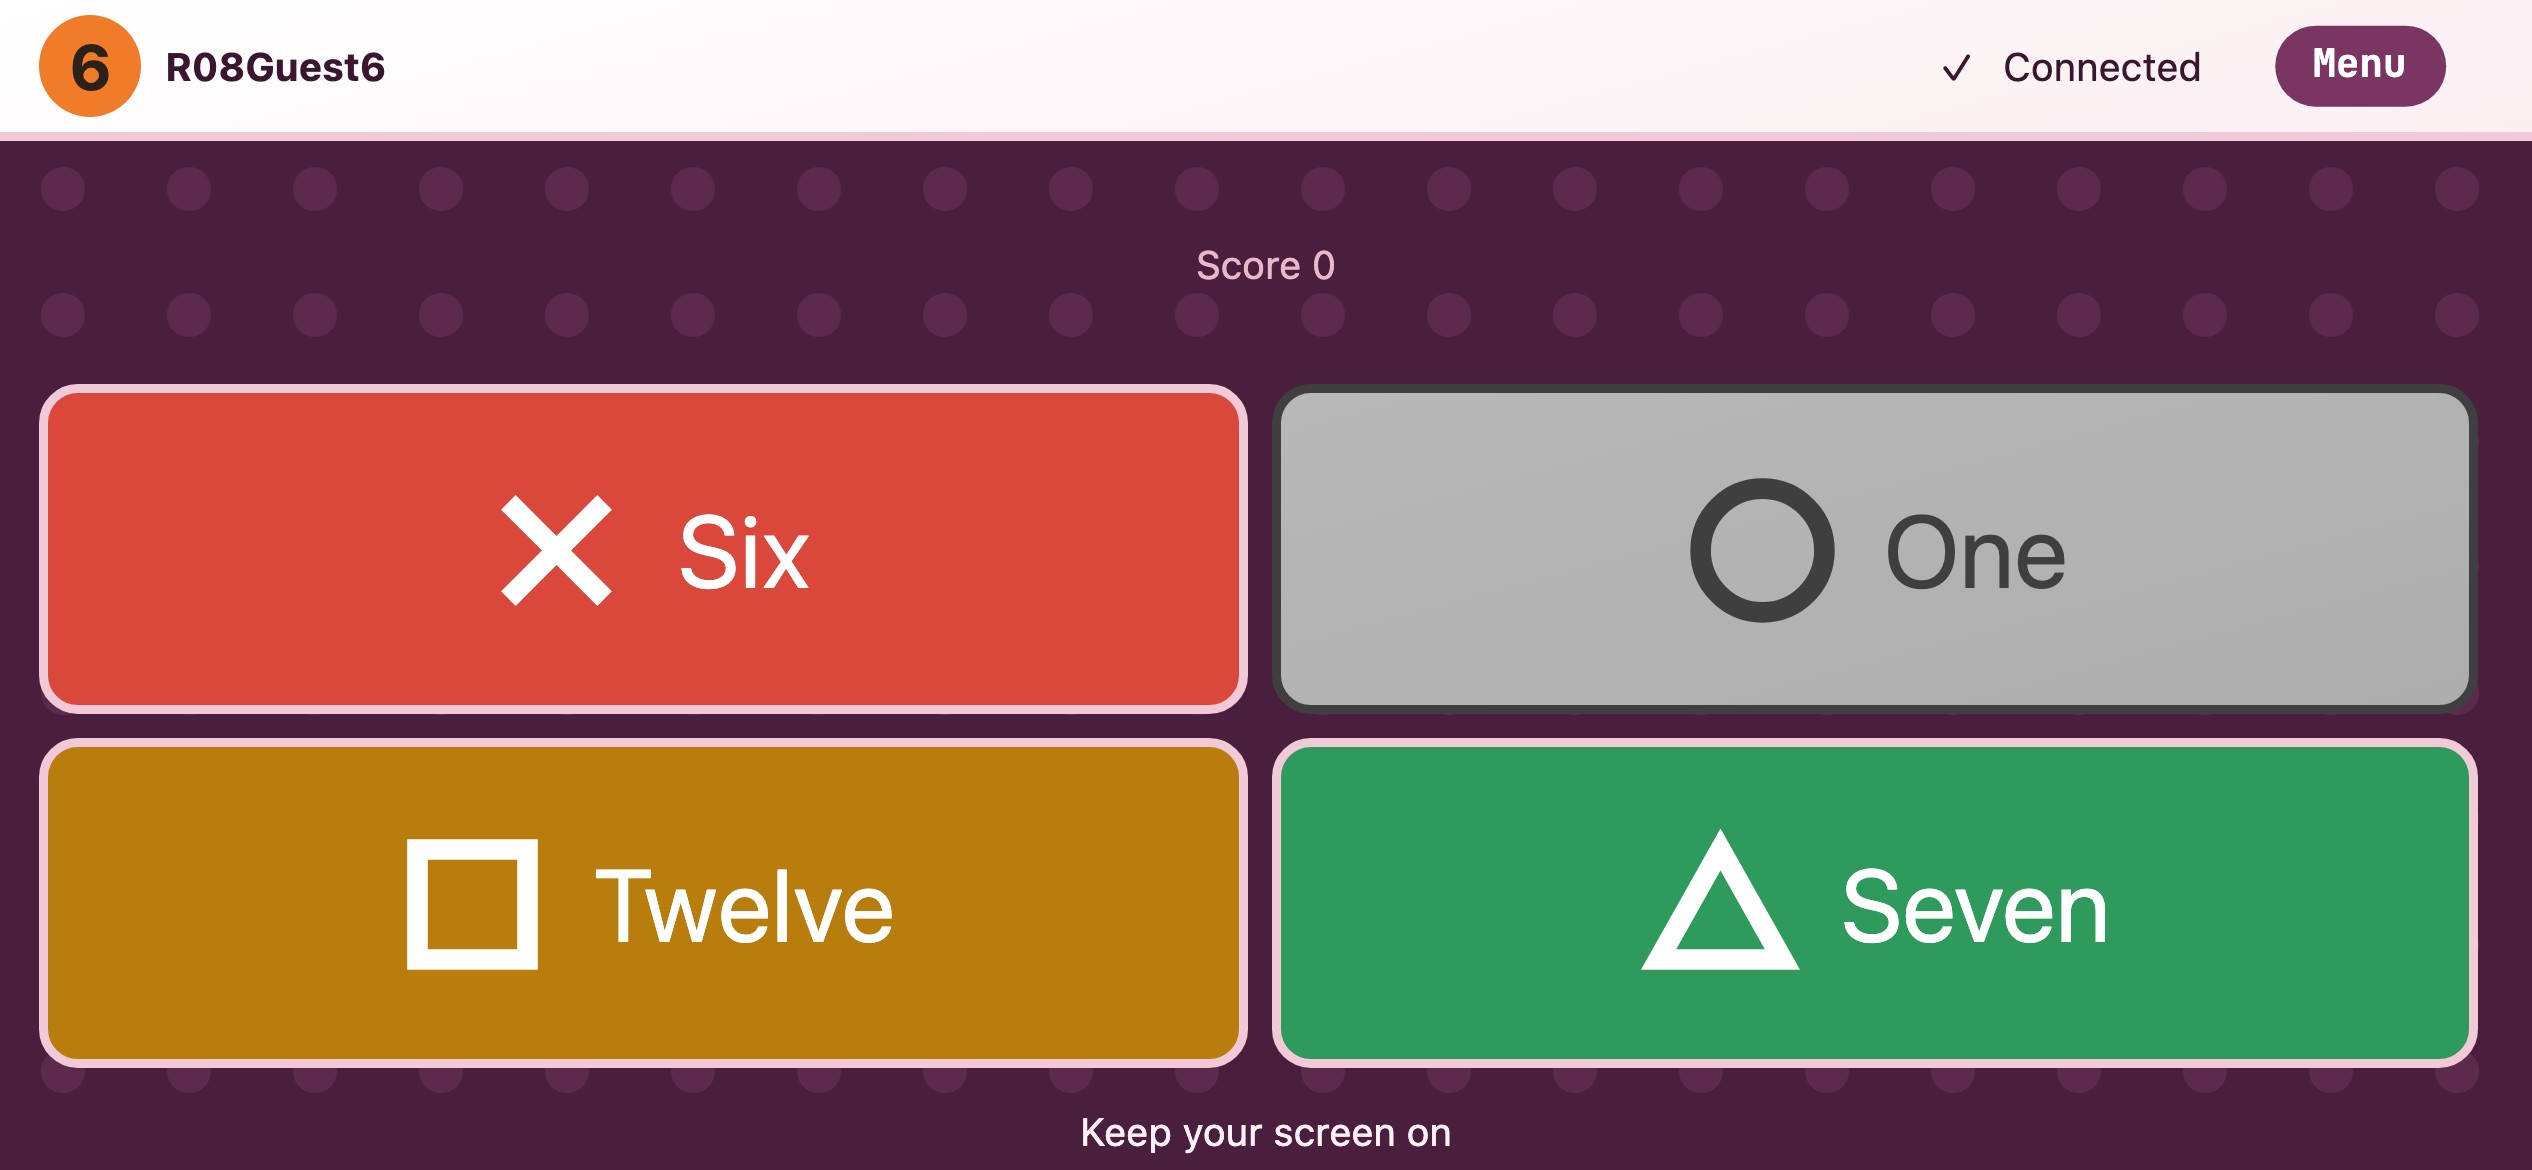 6 R08Guest6 ✓ Connected Menu
Score 0
Six One
Twelve Seven
Keep your screen on